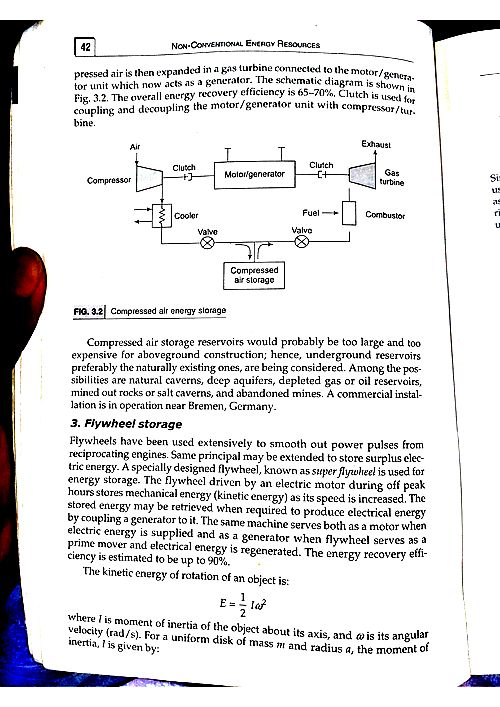 42
NON-CONVENTIONAL ENERGY RESOURCES
pressed air is then expanded in a gas turbine connected to the motor/genera-
tor unit which now acts as a generator. The schematic diagram is shown in
Fig. 3.2. The overall energy recovery efficiency is 65–70%. Clutch is used for
coupling and decoupling the motor/generator unit with compressor/tur-
bine.
Air
Exhaust
Clutch
Clutch
Compressor
Motor/generator
Gas
turbine
Cooler
Fuel
Combustor
Valve
Valve
Compressed
air storage
FIG. 3.2 Compressed air energy storage
Compressed air storage reservoirs would probably be too large and too
expensive for aboveground construction; hence, underground reservoirs
preferably the naturally existing ones, are being considered. Among the pos-
sibilities are natural caverns, deep aquifers, depleted gas or oil reservoirs,
mined out rocks or salt caverns, and abandoned mines. A commercial instal-
lation is in operation near Bremen, Germany.
3. Flywheel storage
Flywheels have been used extensively to smooth out power pulses from
reciprocating engines. Same principal may be extended to store surplus elec-
tric energy. A specially designed flywheel, known as super flywheel is used for
energy storage. The flywheel driven by an electric motor during off peak
hours stores mechanical energy (kinetic energy) as its speed is increased. The
stored energy may be retrieved when required to produce electrical energy
by coupling a generator to it. The same machine serves both as a motor when
electric energy is supplied and as a generator when flywheel serves as a
prime mover and electrical energy is regenerated. The energy recovery effi-
ciency is estimated to be up to 90%.
The kinetic energy of rotation of an object is:
E = 1/2 Iω²
where I is moment of inertia of the object about its axis, and ω is its angular
velocity (rad/s). For a uniform disk of mass m and radius a, the moment of
inertia, I is given by: